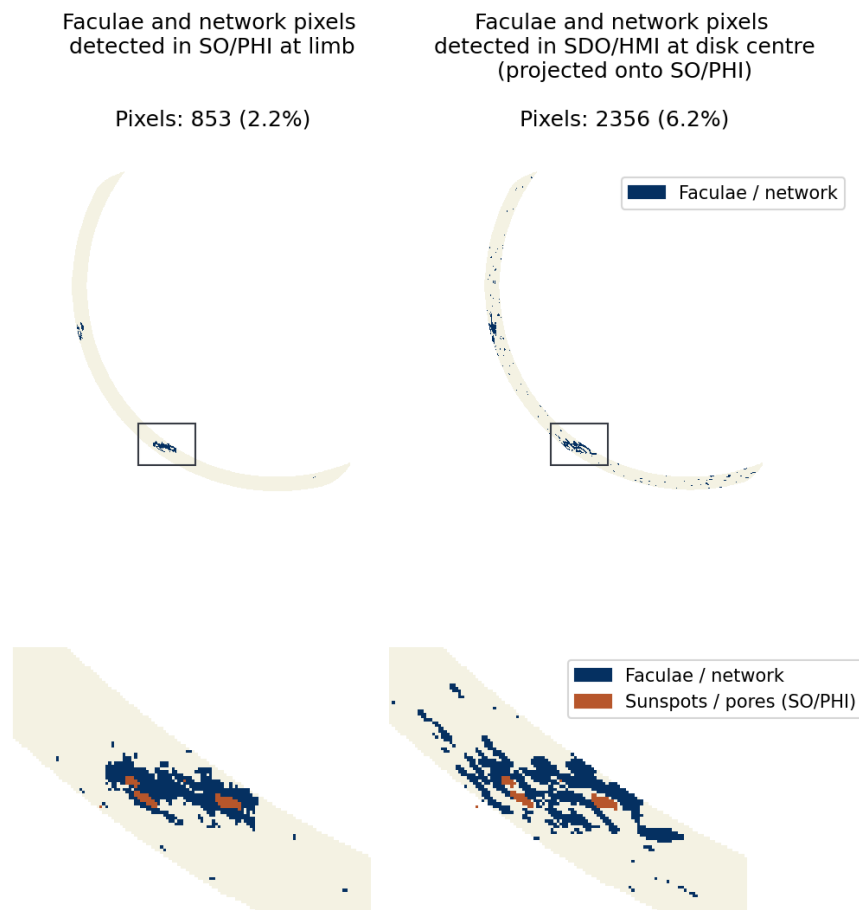 Faculae and network pixels
detected in SO/PHI at limb
Pixels: 853 (2.2%)
Faculae and network pixels
detected in SDO/HMI at disk centre
(projected onto SO/PHI)
Pixels: 2356 (6.2%)
Faculae / network
Faculae / network
Sunspots / pores (SO/PHI)